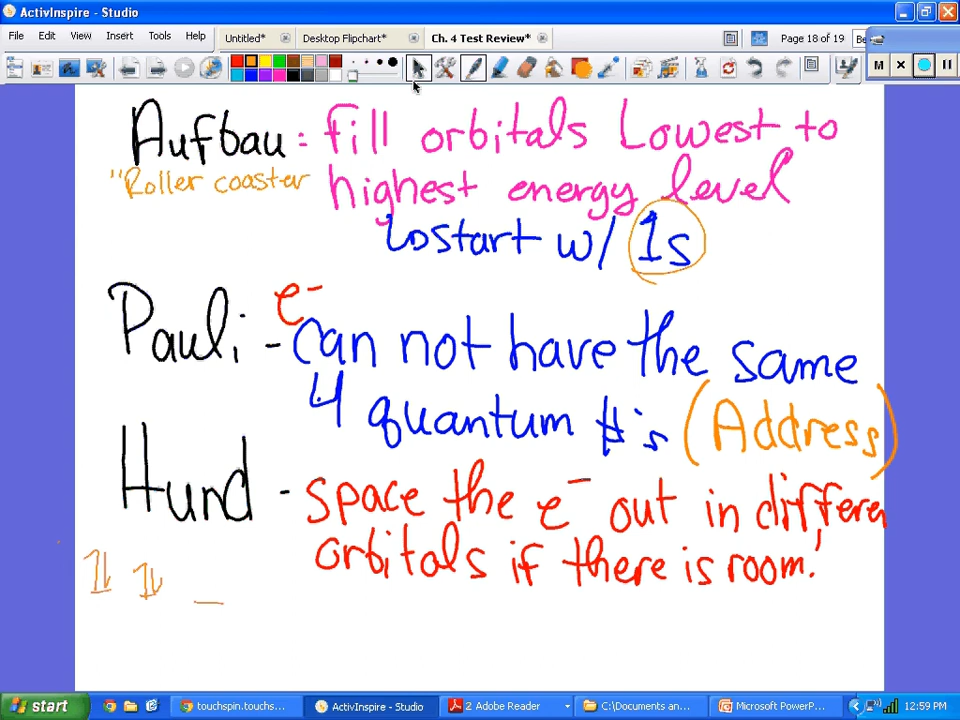 ActivInspire - Studio
File Edit View Insert Tools Help
Untitled* Desktop Flipchart* Ch. 4 Test Review* Page 18 of 19 Be
M
Aufbau = fill orbitals Lowest to
"Roller coaster highest energy level
start w/ 1s
e-
Pauli - can not have the same
4 quantum #'s (Address)
Hund - space the e- out in differen
orbitals if there is room!
start touchspin.touchs... ActivInspire - Studio 2 Adobe Reader C:\Documents an... Microsoft PowerP... 12:59 PM